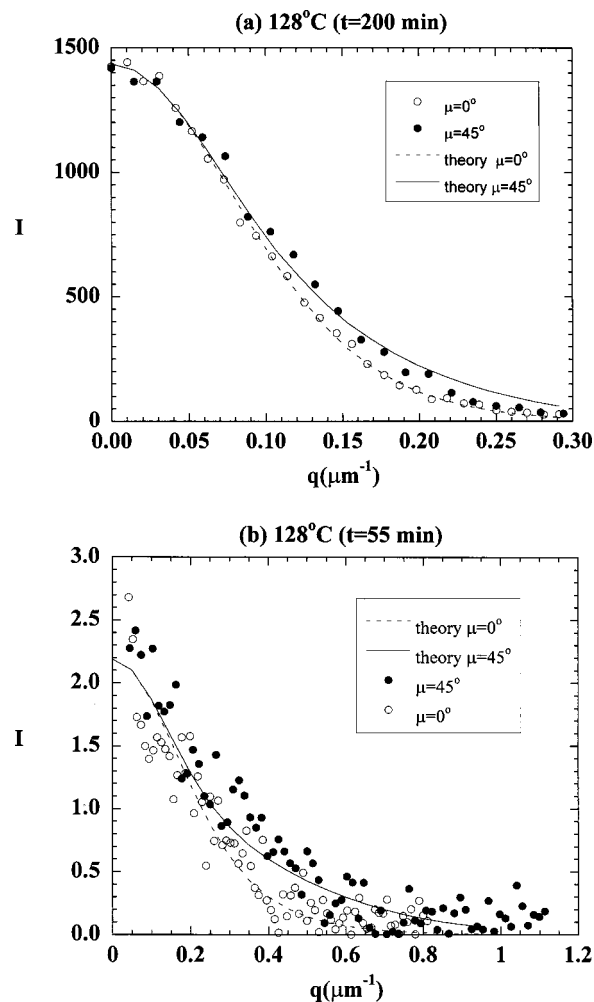 (a) 128°C (t=200 min)
1500
1000
I
500
0
μ=0°
μ=45°
theory μ=0°
theory μ=45°
0.00 0.05 0.10 0.15 0.20 0.25 0.30
q(μm⁻¹)
(b) 128°C (t=55 min)
3.0
2.5
2.0
1.5
I
1.0
0.5
0.0
theory μ=0°
theory μ=45°
μ=45°
μ=0°
0 0.2 0.4 0.6 0.8 1 1.2
q(μm⁻¹)